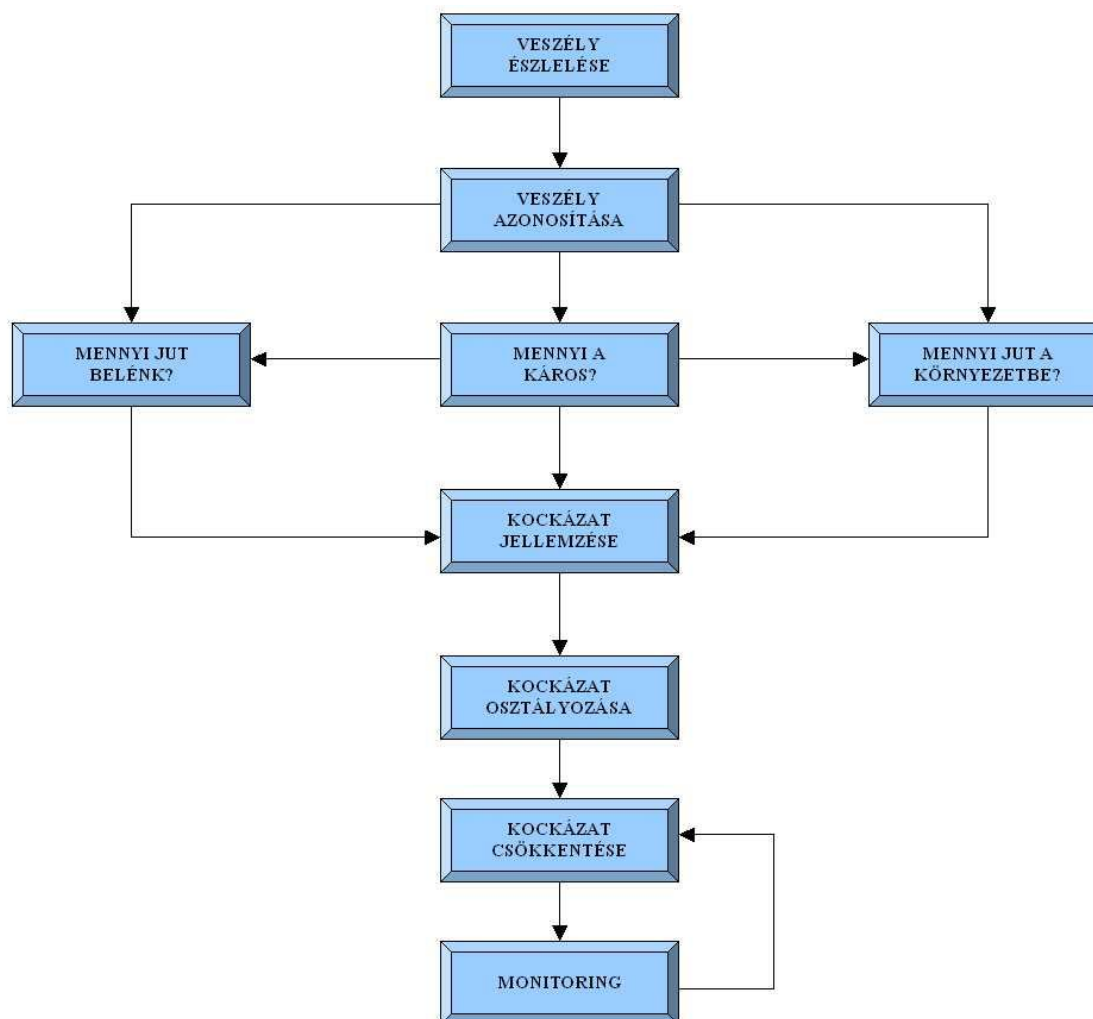 VESZÉLY
ÉSZLELÉSE
VESZÉLY
AZONOSÍTÁSA
MENNYI JUT
BELÉNK?
MENNYI A
KÁROS?
MENNYI JUT A
KÖRNYEZETBE?
KOCKÁZAT
JELLEMZÉSE
KOCKÁZAT
OSZTÁLYOZÁSA
KOCKÁZAT
CSÖKKENTÉSE
MONITORING